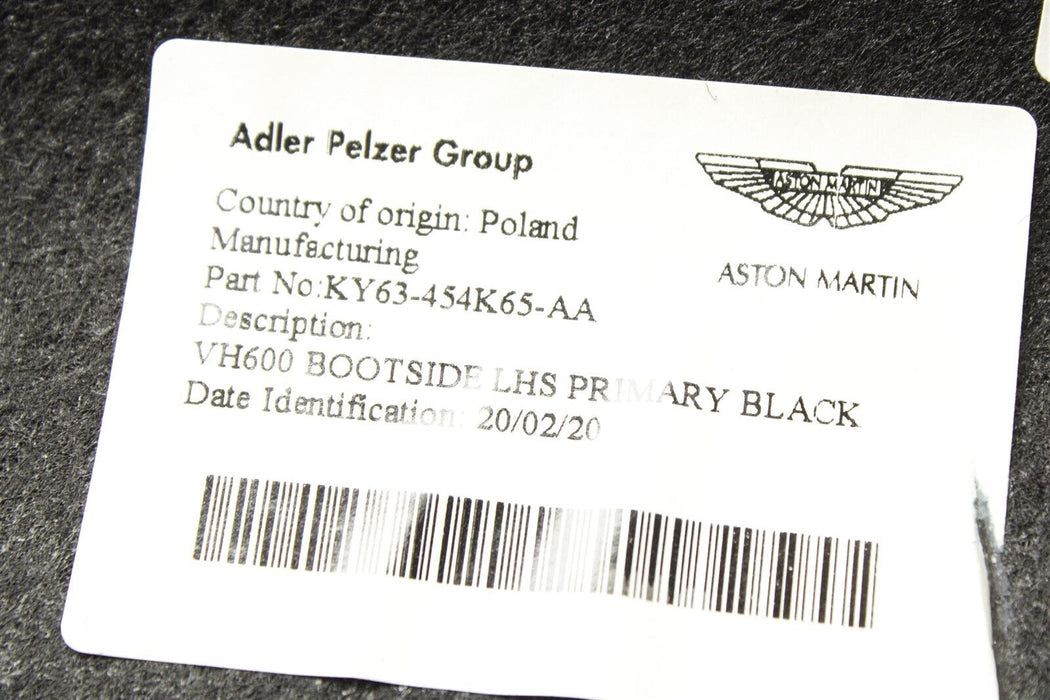 Adler Pelzer Group
ASTON MARTIN
ASTON MARTIN
Country of origin: Poland
Manufacturing
Part No:KY63-454K65-AA
Description:
VH600 BOOTSIDE LHS PRIMARY BLACK
Date Identification: 20/02/20